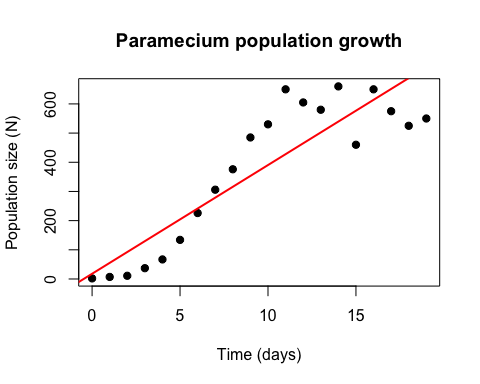 Paramecium population growth
Population size (N)
600
400
200
0
0 5 10 15
Time (days)